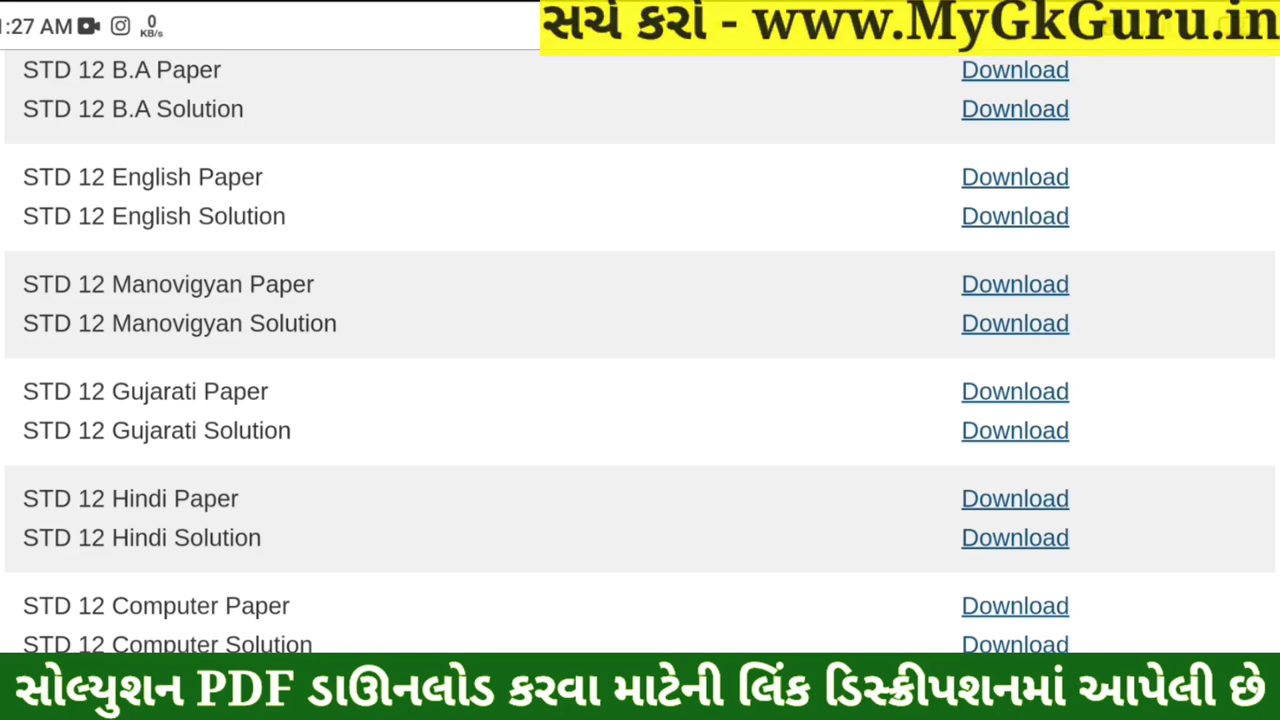 1:27 AM 0 KB/s
સર્ચ કરો - www.MyGkGuru.in
STD 12 B.A Paper Download
STD 12 B.A Solution Download
STD 12 English Paper Download
STD 12 English Solution Download
STD 12 Manovigyan Paper Download
STD 12 Manovigyan Solution Download
STD 12 Gujarati Paper Download
STD 12 Gujarati Solution Download
STD 12 Hindi Paper Download
STD 12 Hindi Solution Download
STD 12 Computer Paper Download
STD 12 Computer Solution Download
સોલ્યુશન PDF ડાઊનલોડ કરવા માટેની લિંક ડિસ્ક્રીપશનમાં આપેલી છે